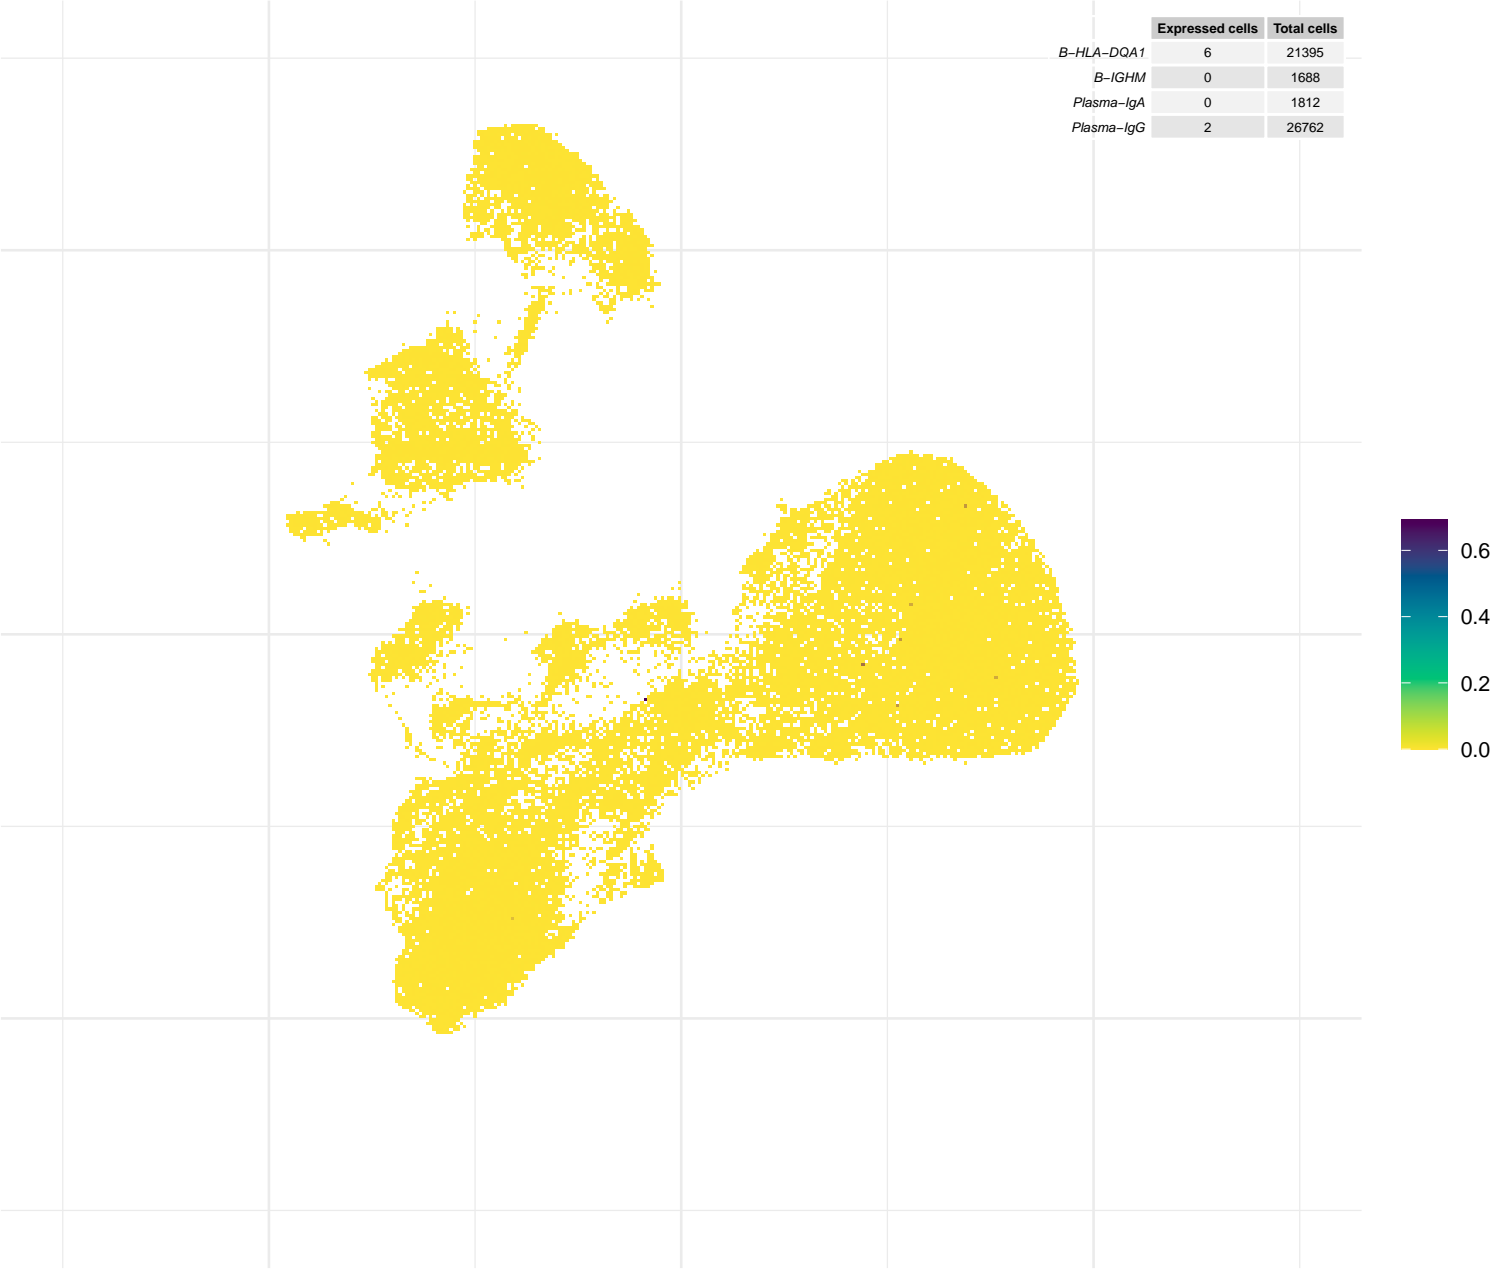 Expressed cells Total cells
B−HLA−DQA1 6 21395
B−IGHM 0 1688
Plasma−IgA 0 1812
Plasma−IgG 2 26762
0.6
0.4
0.2
0.0